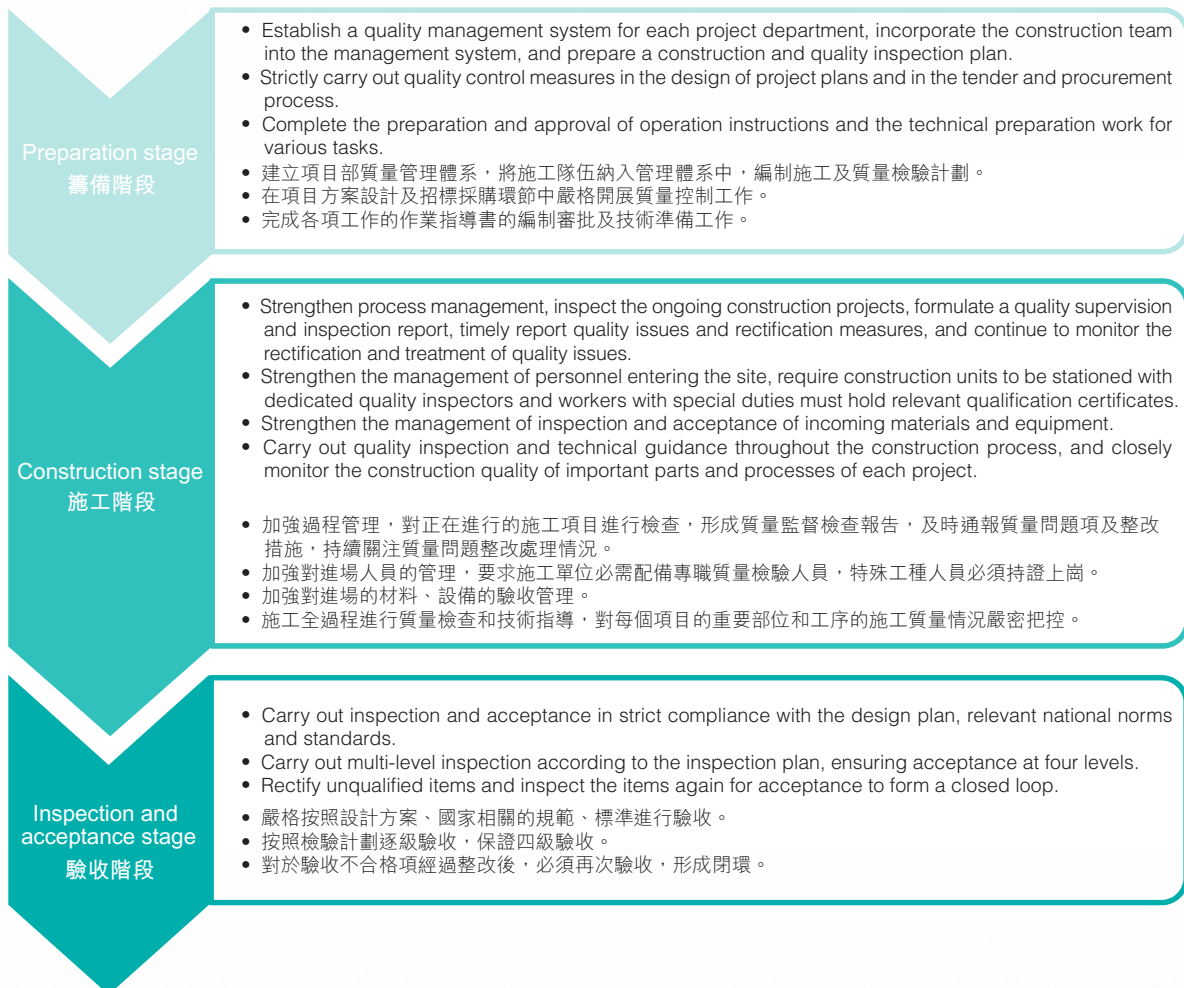 Preparation stage
籌備階段
• Establish a quality management system for each project department, incorporate the construction team
into the management system, and prepare a construction and quality inspection plan.
• Strictly carry out quality control measures in the design of project plans and in the tender and procurement
process.
• Complete the preparation and approval of operation instructions and the technical preparation work for
various tasks.
• 建立項目部質量管理體系，將施工隊伍納入管理體系中，編制施工及質量檢驗計劃。
• 在項目方案設計及招標採購環節中嚴格開展質量控制工作。
• 完成各項工作的作業指導書的編制審批及技術準備工作。
Construction stage
施工階段
• Strengthen process management, inspect the ongoing construction projects, formulate a quality supervision
and inspection report, timely report quality issues and rectification measures, and continue to monitor the
rectification and treatment of quality issues.
• Strengthen the management of personnel entering the site, require construction units to be stationed with
dedicated quality inspectors and workers with special duties must hold relevant qualification certificates.
• Strengthen the management of inspection and acceptance of incoming materials and equipment.
• Carry out quality inspection and technical guidance throughout the construction process, and closely
monitor the construction quality of important parts and processes of each project.
• 加強過程管理，對正在進行的施工項目進行檢查，形成質量監督檢查報告，及時通報質量問題項及整改
措施，持續關注質量問題整改處理情況。
• 加強對進場人員的管理，要求施工單位必需配備專職質量檢驗人員，特殊工種人員必須持證上崗。
• 加強對進場的材料、設備的驗收管理。
• 施工全過程進行質量檢查和技術指導，對每個項目的重要部位和工序的施工質量情況嚴密把控。
Inspection and
acceptance stage
驗收階段
• Carry out inspection and acceptance in strict compliance with the design plan, relevant national norms
and standards.
• Carry out multi-level inspection according to the inspection plan, ensuring acceptance at four levels.
• Rectify unqualified items and inspect the items again for acceptance to form a closed loop.
• 嚴格按照設計方案、國家相關的規範、標準進行驗收。
• 按照檢驗計劃逐級驗收，保證四級驗收。
• 對於驗收不合格項經過整改後，必須再次驗收，形成閉環。